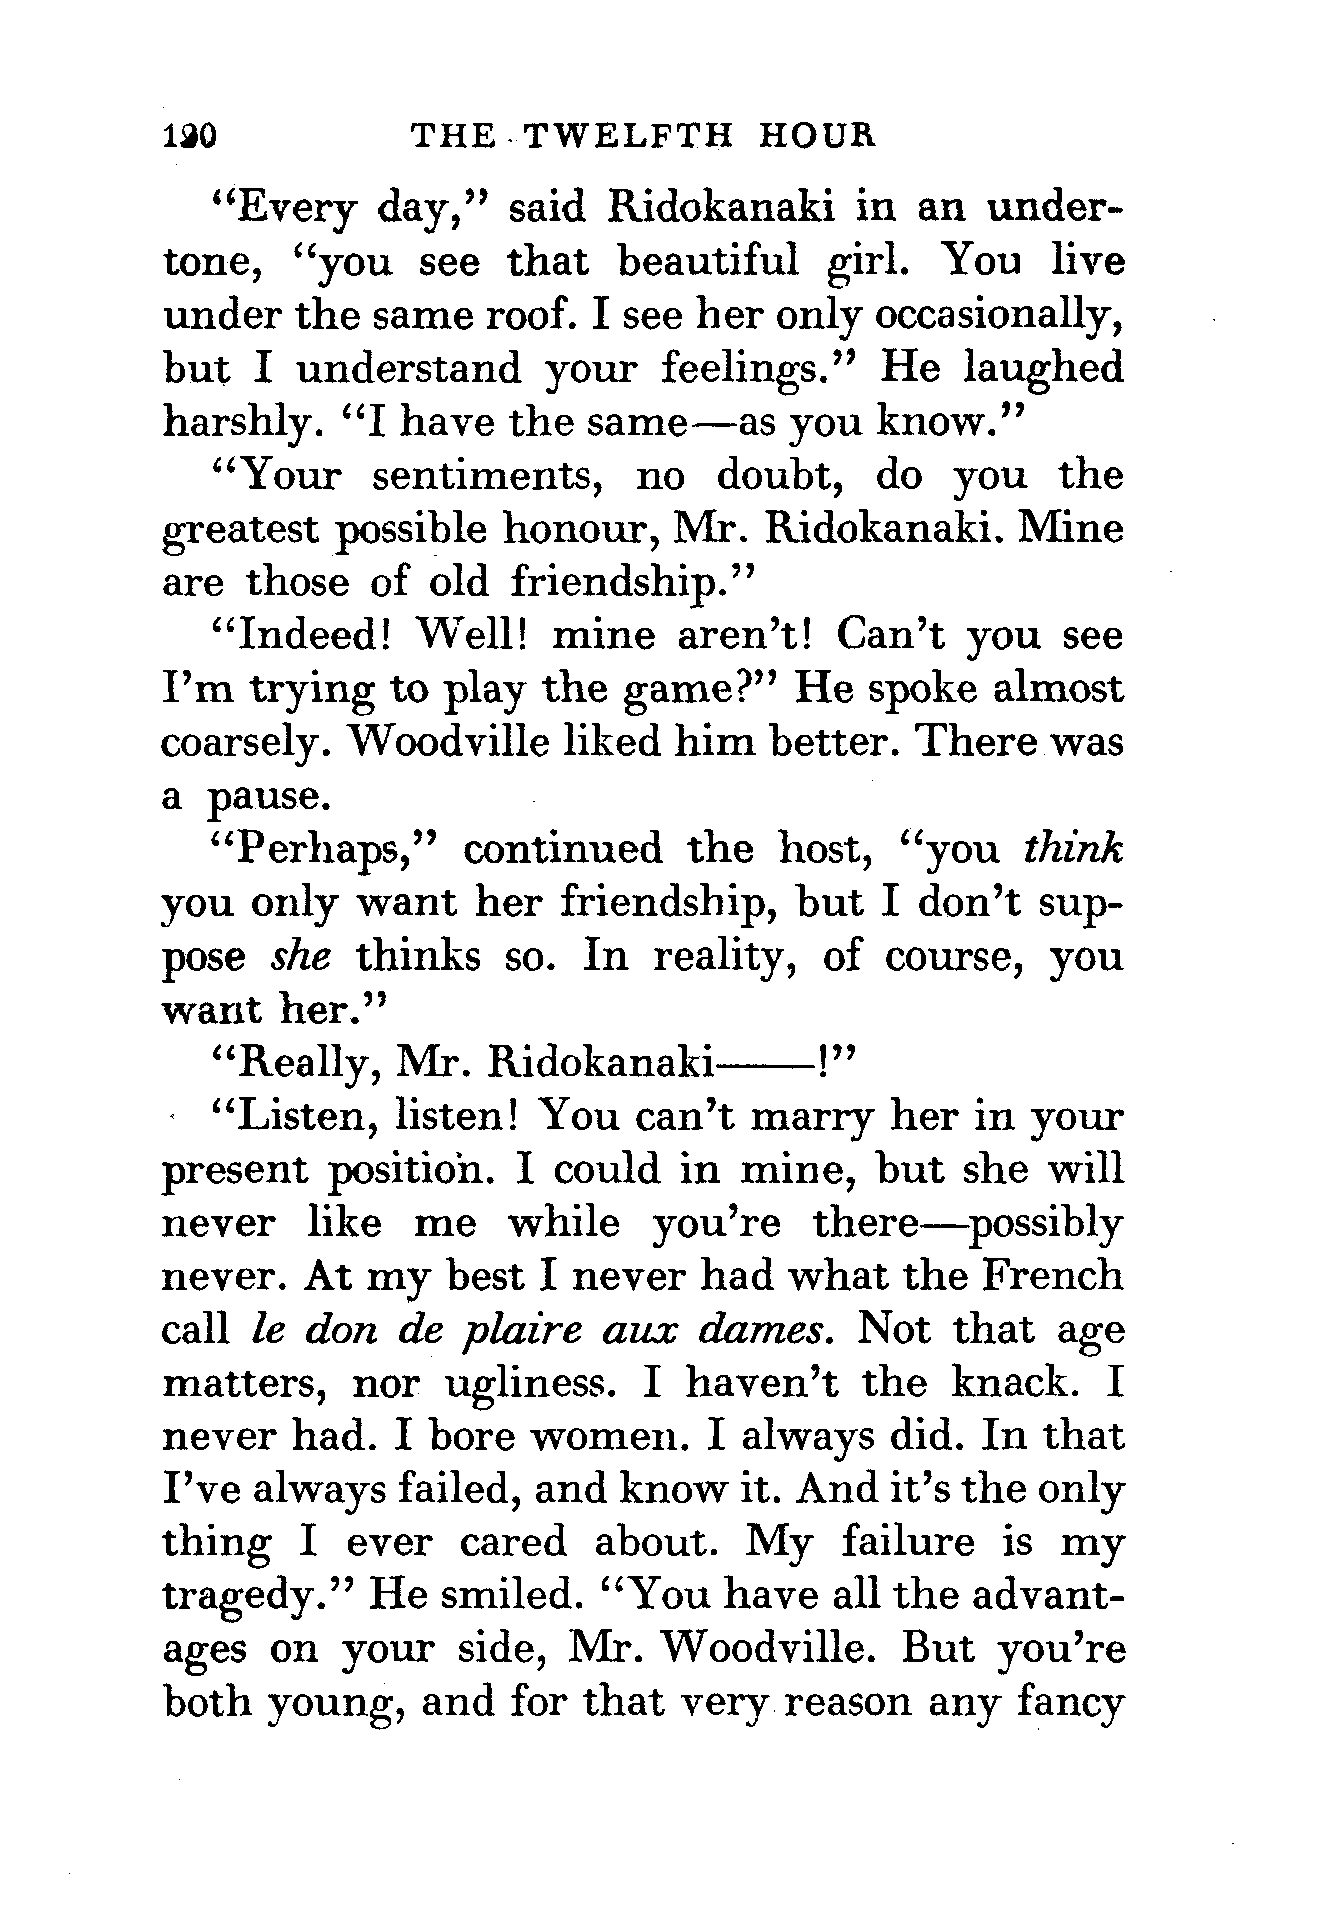 120 THE TWELFTH HOUR
"Every day," said Ridokanaki in an under-
tone, "you see that beautiful girl. You live
under the same roof. I see her only occasionally,
but I understand your feelings." He laughed
harshly. "I have the same—as you know."
"Your sentiments, no doubt, do you the
greatest possible honour, Mr. Ridokanaki. Mine
are those of old friendship."
"Indeed! Well! mine aren't! Can't you see
I'm trying to play the game?" He spoke almost
coarsely. Woodville liked him better. There was
a pause.
"Perhaps," continued the host, "you think
you only want her friendship, but I don't sup-
pose she thinks so. In reality, of course, you
want her."
"Really, Mr. Ridokanaki——!"
"Listen, listen! You can't marry her in your
present position. I could in mine, but she will
never like me while you're there—possibly
never. At my best I never had what the French
call le don de plaire aux dames. Not that age
matters, nor ugliness. I haven't the knack. I
never had. I bore women. I always did. In that
I've always failed, and know it. And it's the only
thing I ever cared about. My failure is my
tragedy." He smiled. "You have all the advant-
ages on your side, Mr. Woodville. But you're
both young, and for that very reason any fancy